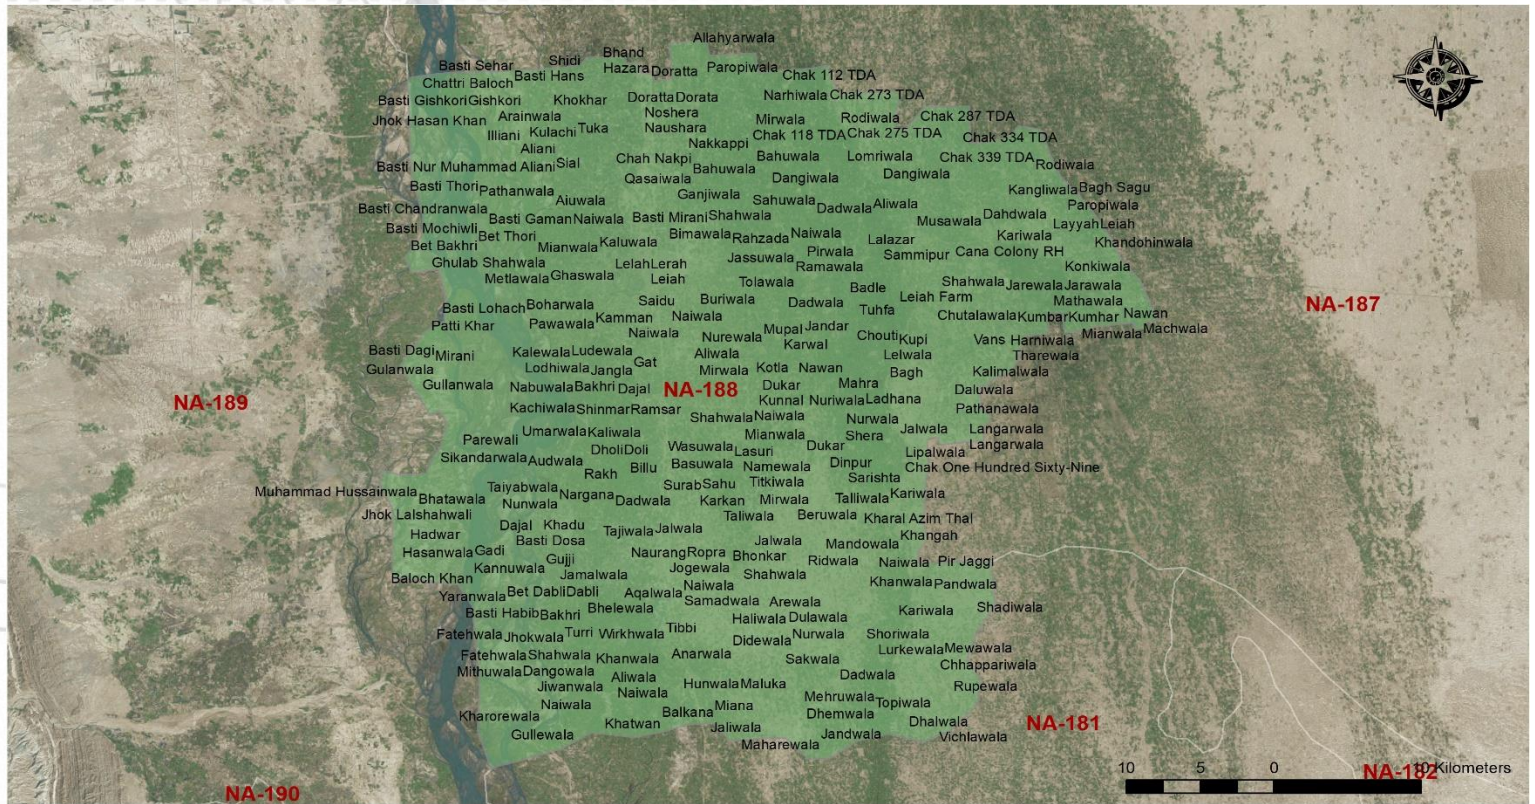 Allahyarwala
Bhand
Basti Sehar Shidi
Hazara Doratta Paropiwala
Chattri Baloch Basti Hans Chak 112 TDA
Basti Gishkori Gishkori Khokhar Doratta Dorata Narhiwala Chak 273 TDA
Jhok Hasan Khan Arainwala Noshera Mirwala Rodiwala Chak 287 TDA
Illiani Kulachi Tuka Naushara Chak 118 TDA Chak 275 TDA Chak 334 TDA
Aliani Nakkappi
Basti Nur Muhammad Aliani Sial Chah Nakpi Bahuwala Bahuwala Lomriwala Chak 339 TDA Rodiwala
Basti Thori Pathanwala Qasaiwala Dangiwala Dangiwala
Aiuwala Ganjiwala Sahuwala Kangliwala Bagh Sagu
Basti Chandranwala Dadwala Aliwala Paropiwala
Basti Gaman Naiwala Basti Mirani Shahwala Musawala Dahdwala Layyah Leiah
Basti Mochiwli Bet Thori Bimawala Rahzada Naiwala Lalazar Kariwala Khandohinwala
Bet Bakhri Mianwala Kaluwala Jassuwala Pirwala Sammipur Cana Colony RH
Ghulab Shahwala Lelah Lerah Ramawala Konkiwala
Metlawala Ghaswala Leiah Tolawala Badle Shahwala Jarewala Jarawala
Basti Lohach Boharwala Saidu Buriwala Dadwala Leiah Farm Mathawala
Patti Khar Pawawala Kamman Naiwala Tuhfa Chutalawala Kumbar Kumhar Nawan
NA-187
Naiwala Nurewala Mupal Jandar Chouti Kupi Vans Harniwala Mianwala Machwala
Basti Dagi Mirani Kalewala Ludewala Aliwala Karwal Lelwala Tharewala
Gulanwala Lodhiwala Jangla Gat Mirwala Kotla Nawan Bagh Kalimalwala
Gullanwala Nabuwala Bakhri Dajal NA-188 Dukar Mahra Daluwala
NA-189
Kachiwala Shinmar Ramsar Kunnal Nuriwala Ladhana Pathanawala
Shahwala Naiwala Nurwala
Parewali Umarwala Kaliwala Mianwala Shera Jalwala Langarwala
Sikandarwala Audwala Dholi Doli Wasuwala Lasuri Dukar Lipalwala Langarwala
Rakh Billu Basuwala Namewala Dinpur Chak One Hundred Sixty-Nine
Muhammad Hussainwala Taiyabwala Surab Sahu Titkiwala Sarishta
Bhatawala Nunwala Nargana Dadwala Karkan Mirwala Talliwala Kariwala
Jhok Lalshahwali Taliwala Beruwala Kharal Azim Thal
Hadwar Dajal Khadu Tajiwala Jalwala Khangah
Hasanwala Gadi Basti Dosa Naurang Ropra Bhonkar Jalwala Mandowala
Kannuwala Gujji Jogewala Ridwala Naiwala Pir Jaggi
Baloch Khan Jamalwala Shahwala Khanwala Pandwala
Yaranwala Bet Dabli Dabli Aqalwala Naiwala
Basti Habib Bakhri Bhelewala Samadwala Arewala Kariwala Shadiwala
Fatehwala Jhokwala Turri Wirkhwala Tibbi Haliwala Dulawala
Didewala Nurwala Shoriwala
Fatehwala Shahwala Khanwala Anarwala Sakwala Lurkewala Mewawala
Mithuwala Dangowala Aliwala Dadwala Chhappariwala
Jiwanwala Naiwala Hunwala Maluka Rupewala
Naiwala Mehruwala Topiwala
Kharorewala Khatwan Balkana Miana Dhemwala Dhalwala
NA-181
Gullewala Jaliwala Jandwala Vichlawala
Maharewala
10 5 0 10 Kilometers
NA-182
NA-190